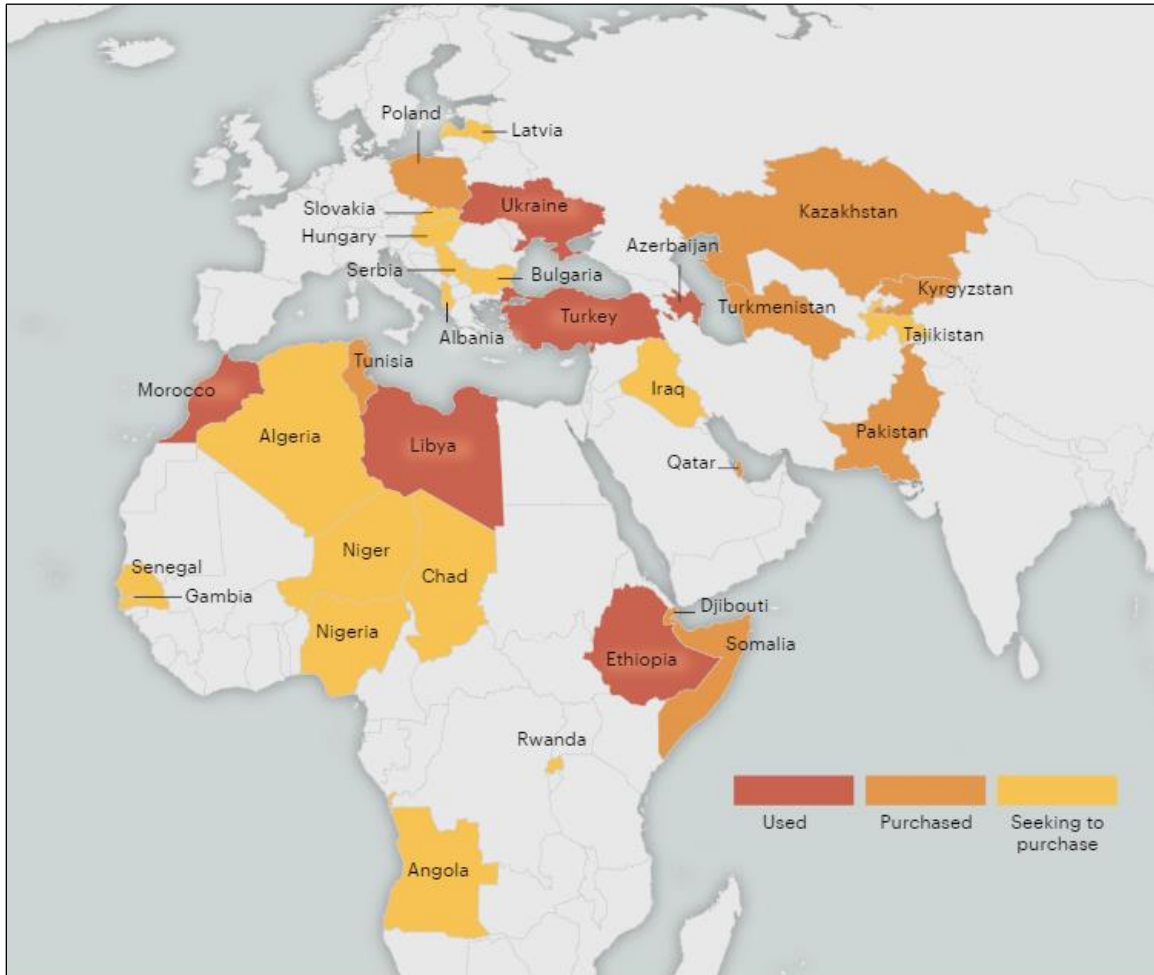 Poland
Latvia
Slovakia
Ukraine
Kazakhstan
Hungary
Azerbaijan
Serbia
Bulgaria
Kyrgyzstan
Turkmenistan
Turkey
Albania
Tajikistan
Tunisia
Morocco
Iraq
Algeria
Libya
Pakistan
Qatar
Niger
Senegal
Chad
Gambia
Djibouti
Nigeria
Somalia
Ethiopia
Rwanda
Used
Purchased
Seeking to
purchase
Angola